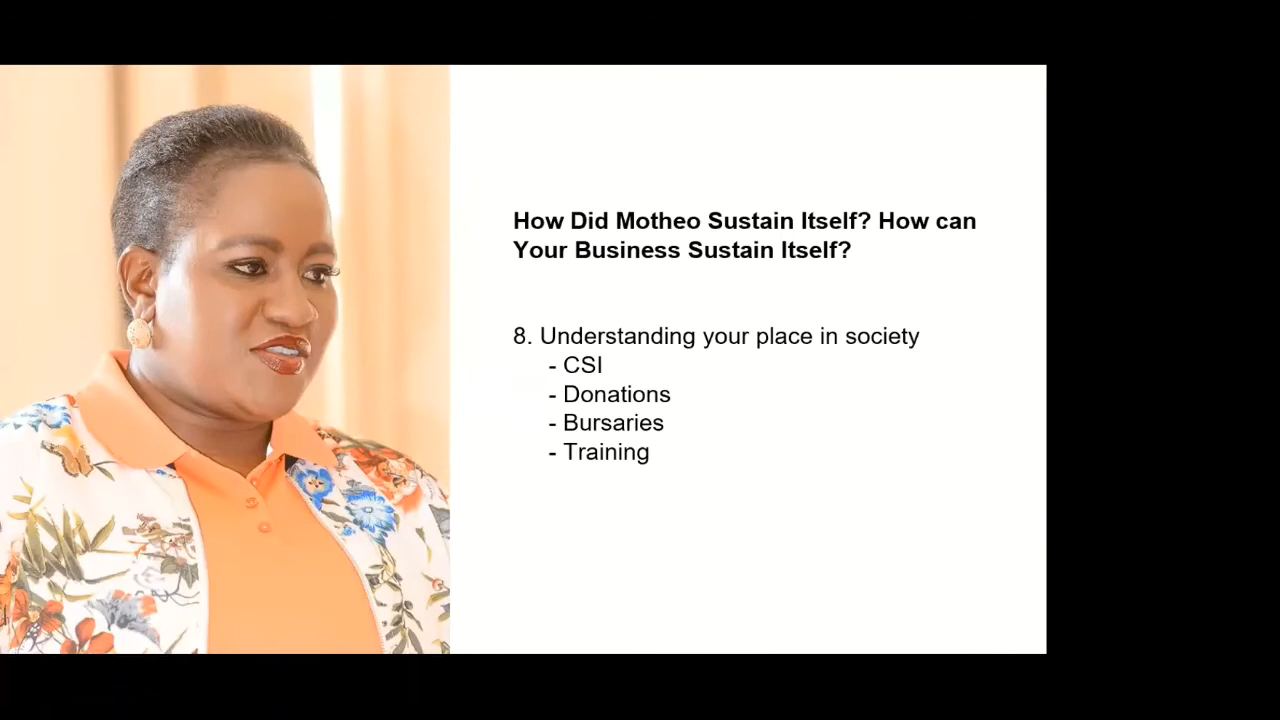 How Did Motheo Sustain Itself? How can
Your Business Sustain Itself?
8. Understanding your place in society
- CSI
- Donations
- Bursaries
- Training